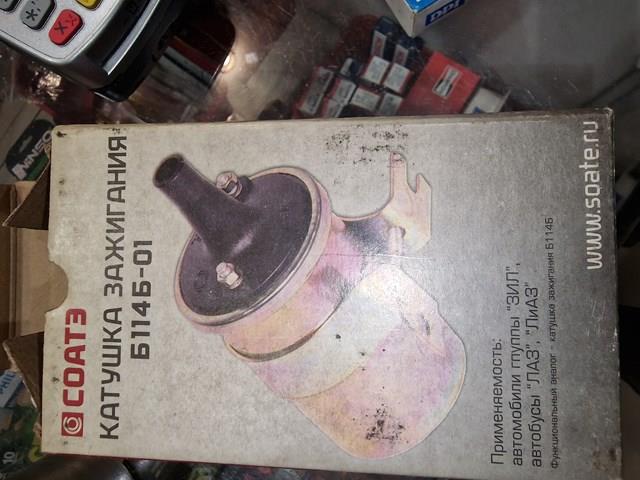 СОАТЭ
КАТУШКА ЗАЖИГАНИЯ
Б114Б-01
Применяемость:
автомобили группы "ЗИЛ",
автобусы "ЛАЗ", "ЛиАЗ"
Функциональный аналог - катушка зажигания Б114Б
www.soate.ru